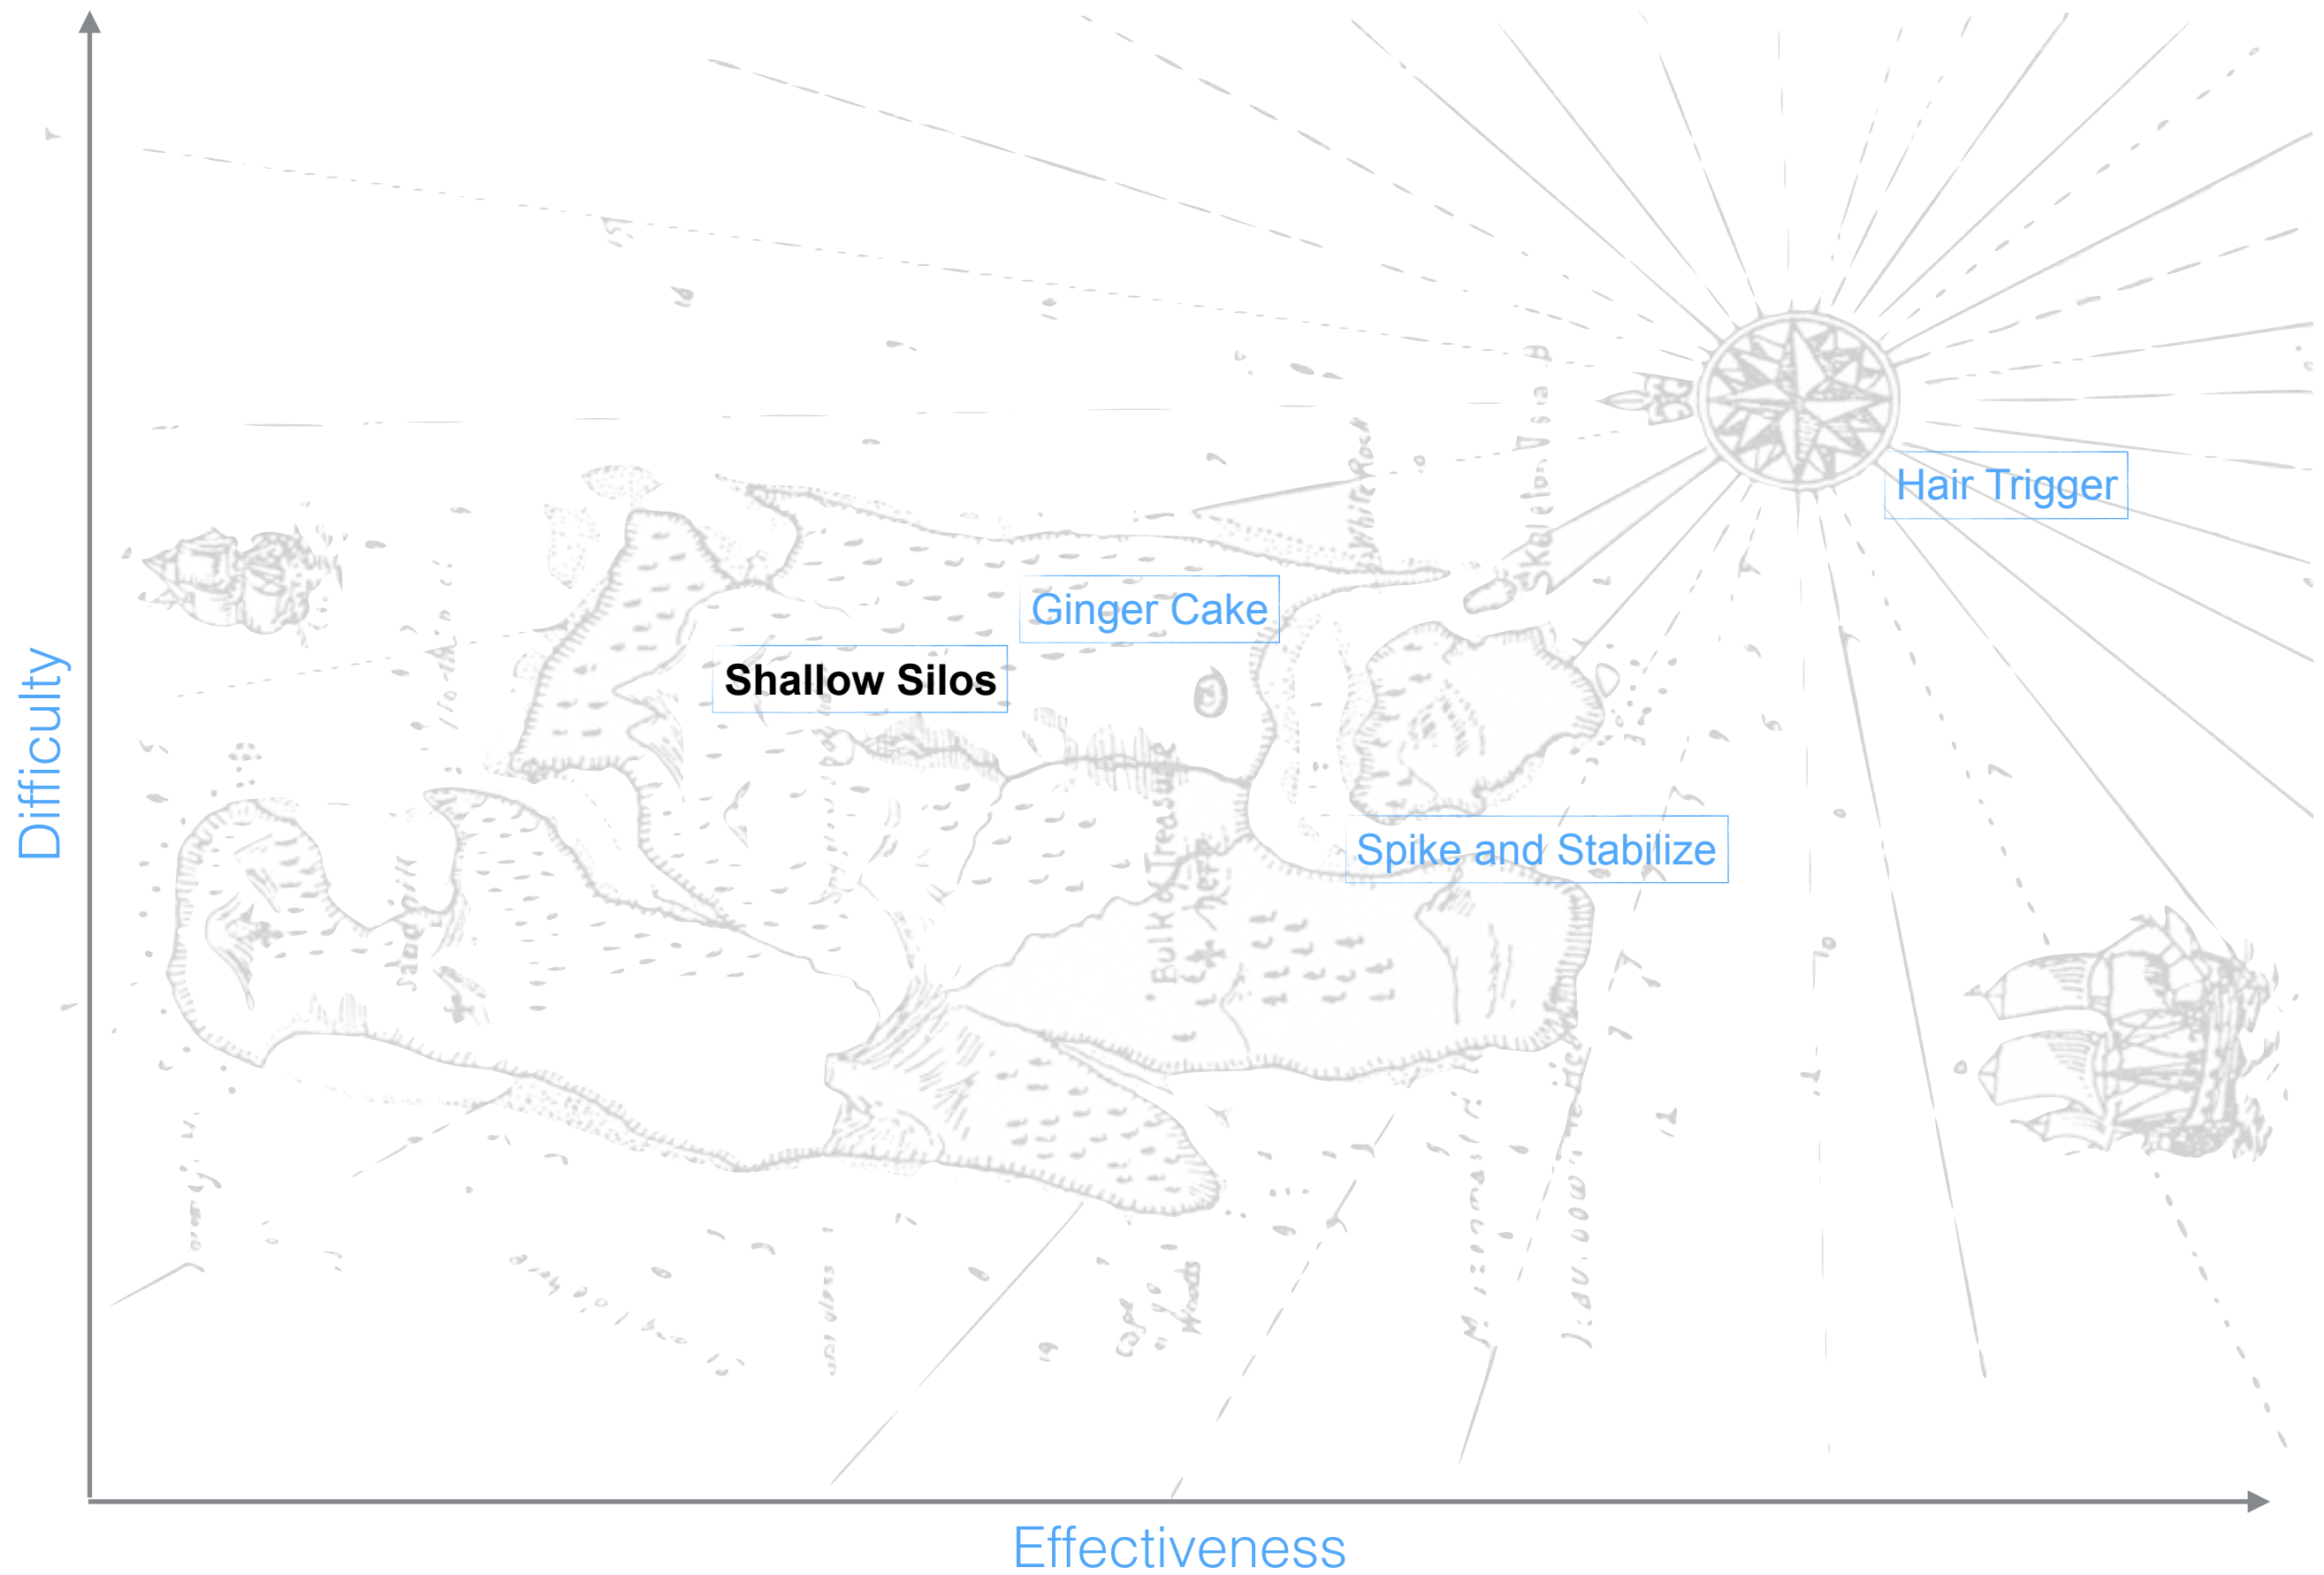 Hair Trigger
Ginger Cake
Shallow Silos
Spike and Stabilize
Difficulty
Effectiveness